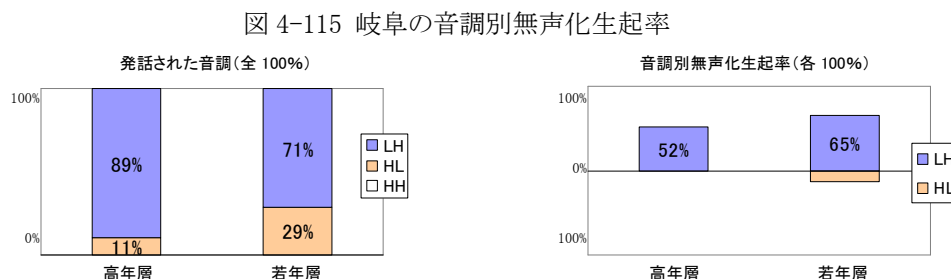 図 4-115 岐阜の音調別無声化生起率
発話された音調(全 100%)
100%
0%
89%
11%
71%
29%
高年層
若年層
LH
HL
HH
音調別無声化生起率(各 100%)
100%
0%
100%
52%
65%
高年層
若年層
LH
HL